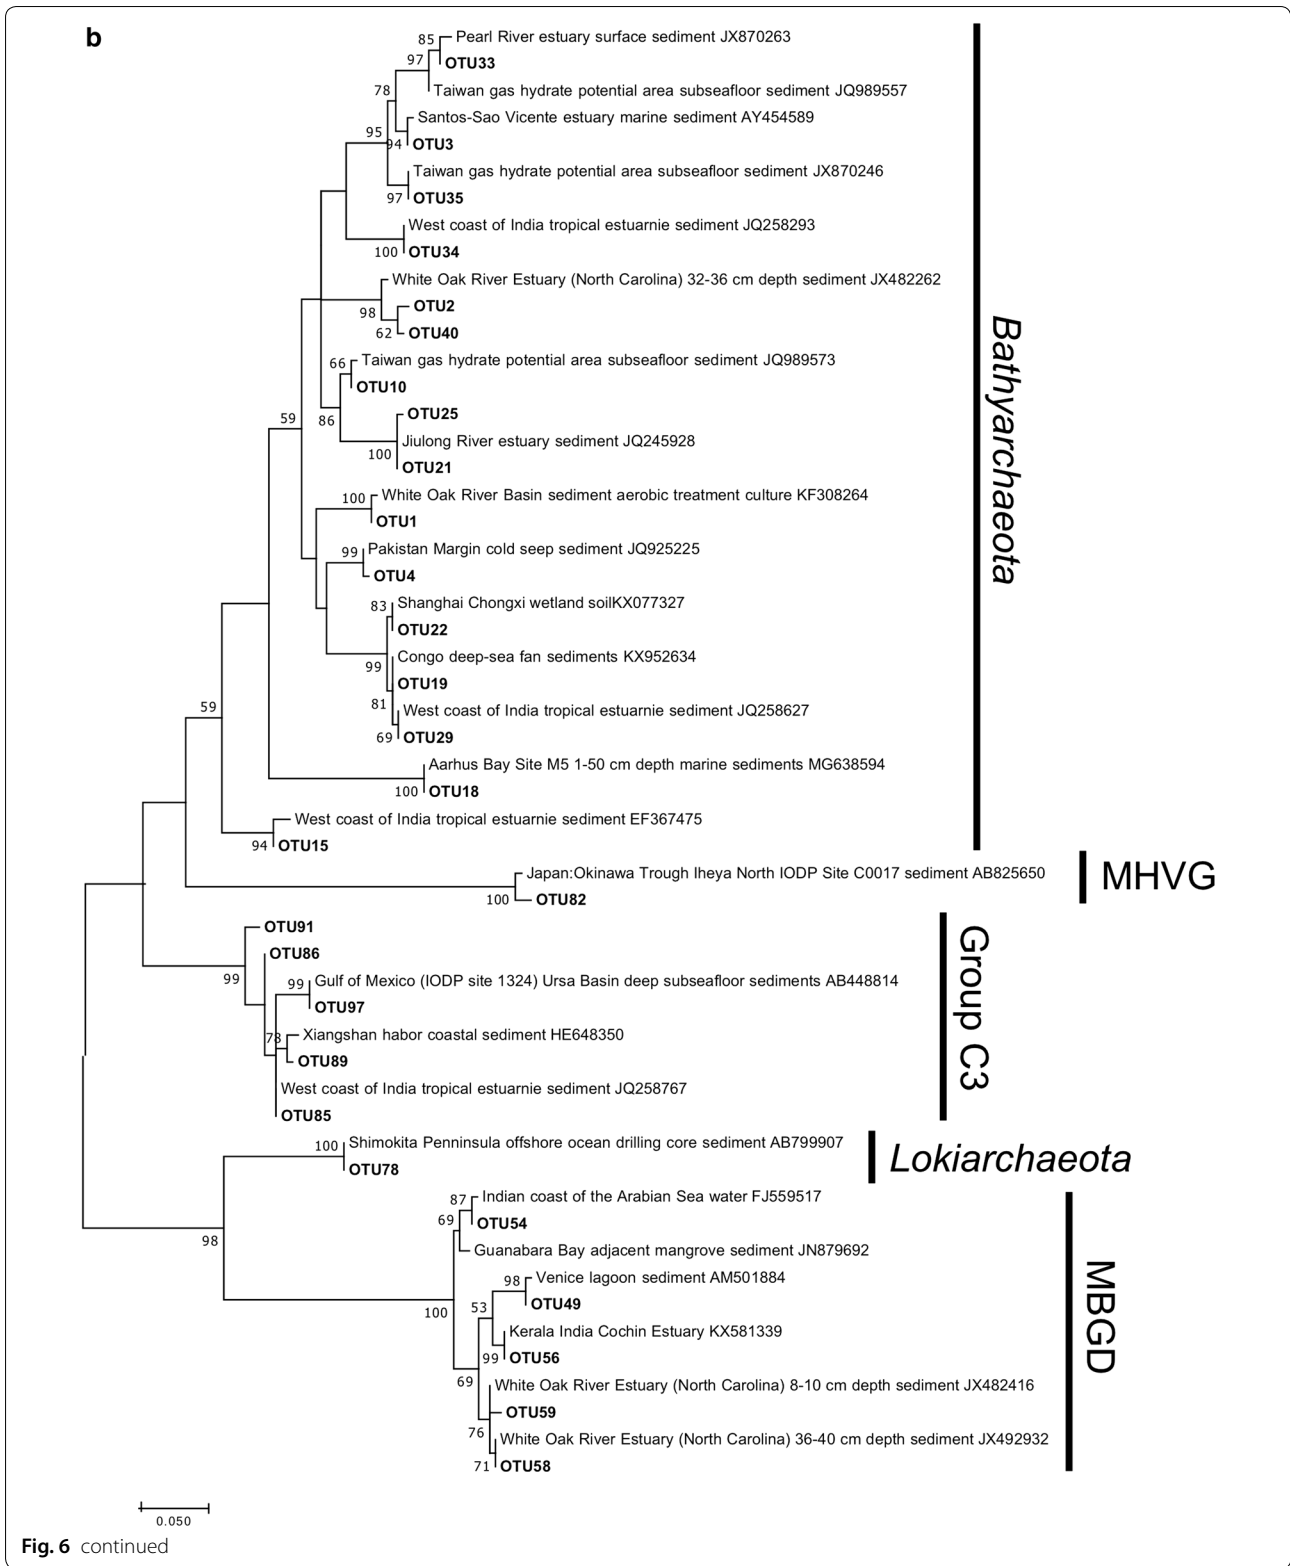 b
85
Pearl River estuary surface sediment JX870263
97
OTU33
Taiwan gas hydrate potential area subseafloor sediment JQ989557
78
Santos-Sao Vicente estuary marine sediment AY454589
95
94
OTU3
Taiwan gas hydrate potential area subseafloor sediment JX870246
97
OTU35
West coast of India tropical estuarnie sediment JQ258293
100
OTU34
White Oak River Estuary (North Carolina) 32-36 cm depth sediment JX482262
OTU2
98
62
OTU40
66
Taiwan gas hydrate potential area subseafloor sediment JQ989573
OTU10
OTU25
59
86
Jiulong River estuary sediment JQ245928
100
OTU21
100
White Oak River Basin sediment aerobic treatment culture KF308264
OTU1
99
Pakistan Margin cold seep sediment JQ925225
OTU4
83
Shanghai Chongxi wetland soilKX077327
OTU22
Congo deep-sea fan sediments KX952634
99
OTU19
81
West coast of India tropical estuarnie sediment JQ258627
59
69
OTU29
Aarhus Bay Site M5 1-50 cm depth marine sediments MG638594
100
OTU18
West coast of India tropical estuarnie sediment EF367475
94
OTU15
Bathyarchaeota
Japan:Okinawa Trough Iheya North IODP Site C0017 sediment AB825650
100
OTU82
MHVG
OTU91
OTU86
99
99
Gulf of Mexico (IODP site 1324) Ursa Basin deep subseafloor sediments AB448814
OTU97
78
Xiangshan habor coastal sediment HE648350
OTU89
West coast of India tropical estuarnie sediment JQ258767
OTU85
Group C3
100
Shimokita Penninsula offshore ocean drilling core sediment AB799907
OTU78
Lokiarchaeota
87
Indian coast of the Arabian Sea water FJ559517
69
OTU54
98
Guanabara Bay adjacent mangrove sediment JN879692
98
Venice lagoon sediment AM501884
OTU49
100
53
Kerala India Cochin Estuary KX581339
99
OTU56
69
White Oak River Estuary (North Carolina) 8-10 cm depth sediment JX482416
OTU59
76
White Oak River Estuary (North Carolina) 36-40 cm depth sediment JX492932
71
OTU58
MBGD
0.050
Fig. 6 continued